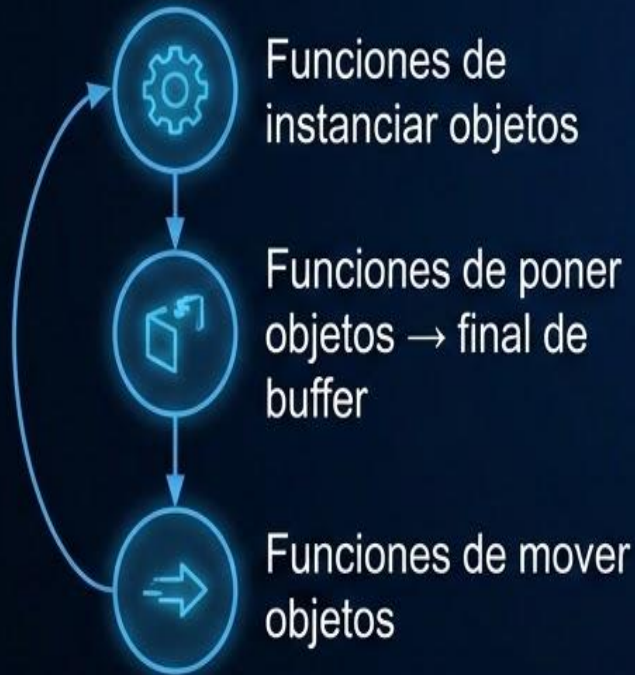 Funciones de
instanciar objetos
Funciones de poner
objetos → final de
buffer
Funciones de mover
objetos